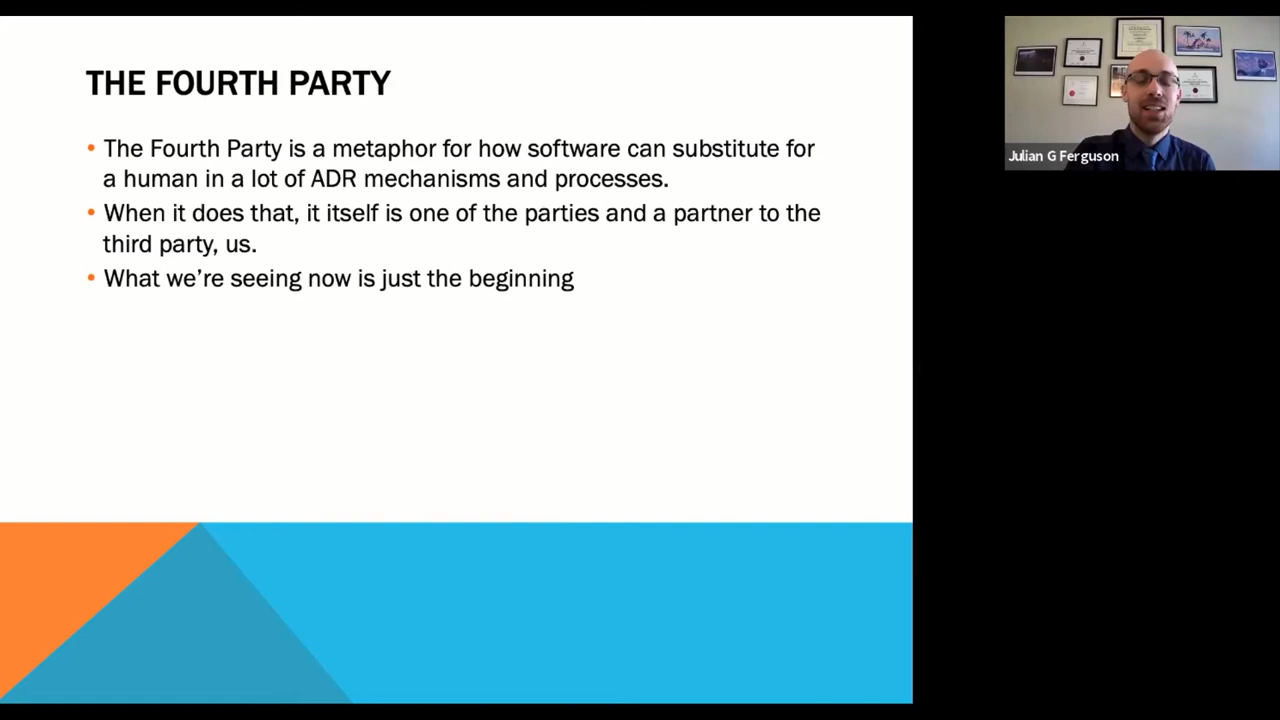 THE FOURTH PARTY
• The Fourth Party is a metaphor for how software can substitute for
a human in a lot of ADR mechanisms and processes.
• When it does that, it itself is one of the parties and a partner to the
third party, us.
• What we’re seeing now is just the beginning
Julian G Ferguson